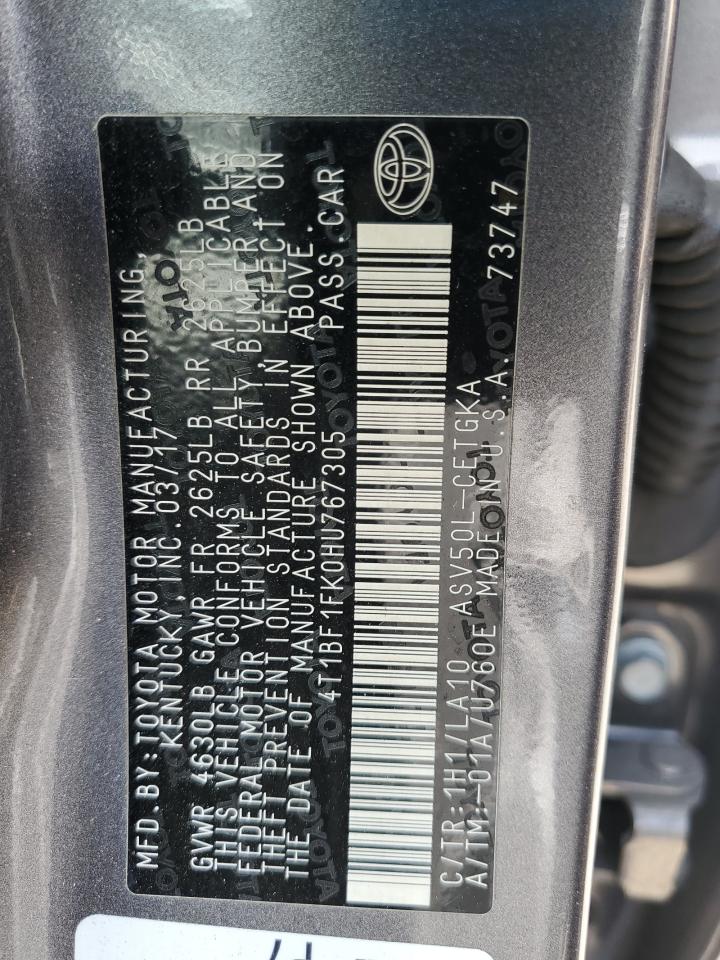 MFD.BY:TOYOTA MOTOR MANUFACTURING,
KENTUCKY,INC.03/17
GVWR 4630LB GAWR FR 2625LB RR 2625LB
THIS VEHICLE CONFORMS TO ALL APPLICABLE
FEDERAL MOTOR VEHICLE SAFETY,BUMPER,AND
THEFT PREVENTION STANDARDS IN EFFECT ON
THE DATE OF MANUFACTURE SHOWN ABOVE.
4T1BF1FK0HU767305 PASS.CAR
C/TR:1H1/LA10 ASV50L-CETGKA
A/TM:-01A/U760E MADE IN U.S.A. 73747